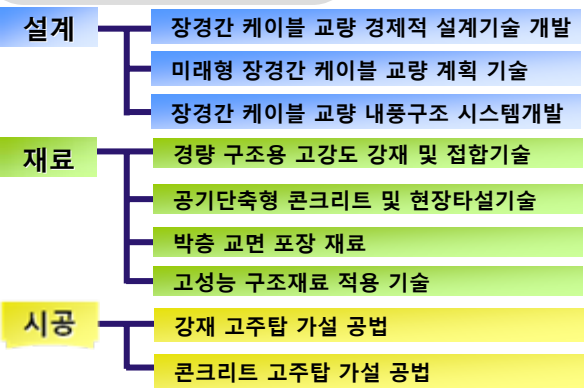 설계
장경간 케이블 교량 경제적 설계기술 개발
미래형 장경간 케이블 교량 계획 기술
장경간 케이블 교량 내풍구조 시스템개발
재료
경량 구조용 고강도 강재 및 접합기술
공기단축형 콘크리트 및 현장타설기술
박층 교면 포장 재료
고성능 구조재료 적용 기술
시공
강재 고주탑 가설 공법
콘크리트 고주탑 가설 공법